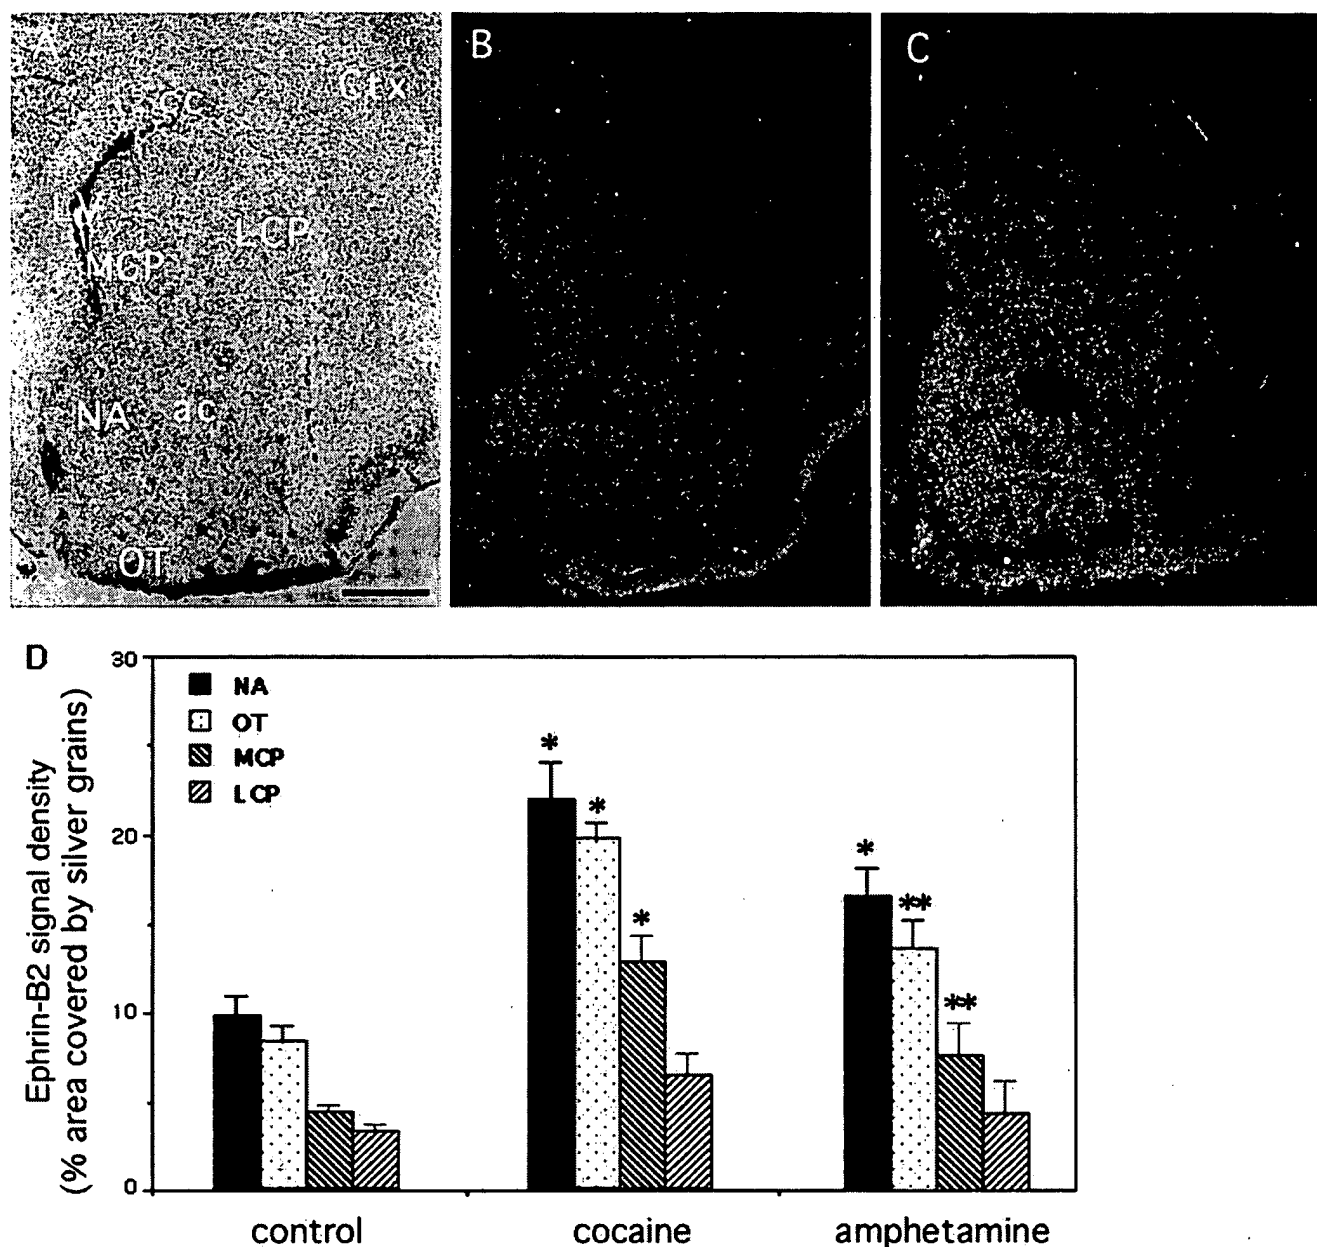 A
B
C
Ctx
cc
LV
LCP
MCP
NA
ac
OT
D
30
20
10
0
Ephrin-B2 signal density
(% area covered by silver grains)
NA
OT
MCP
LCP
*
*
*
*
**
**
control
cocaine
amphetamine